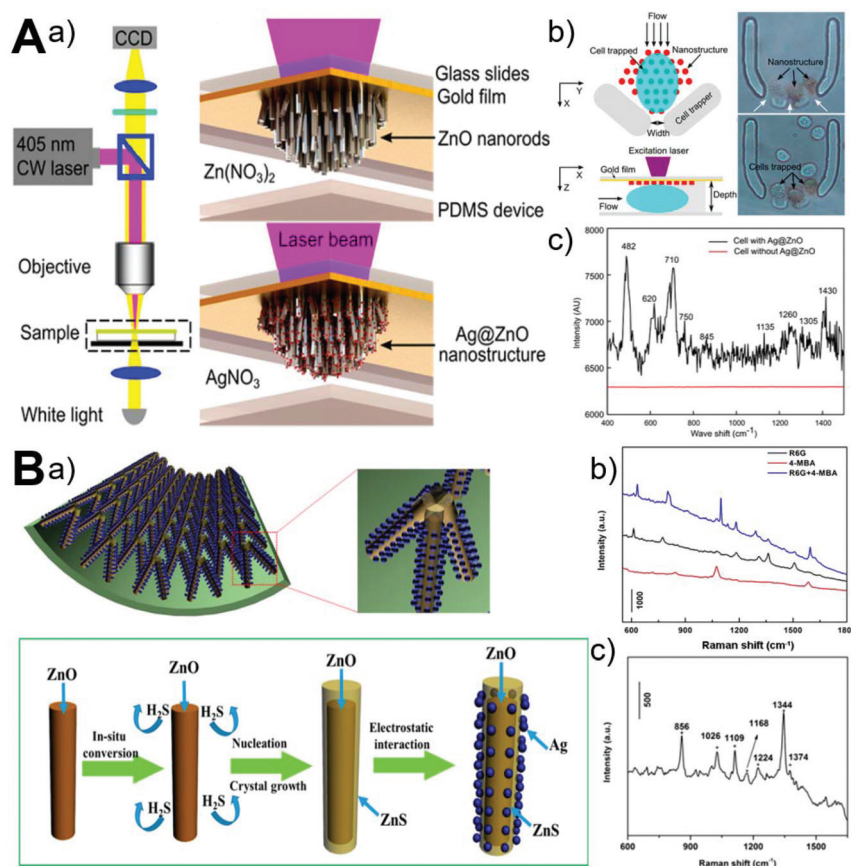 A a)
CCD
405 nm
CW laser
Objective
Sample
White light
Zn(NO3)2
Glass slides
Gold film
ZnO nanorods
PDMS device
Laser beam
AgNO3
Ag@ZnO
nanostructure
b)
Flow
Cell trapped
Nanostructure
Y
X
Cell trapper
Width
Excitation laser
Gold film
X
Z
Depth
Flow
Nanostructure
Cells trapped
c)
Intensity (AU)
8000
7500
7000
6500
6000
482
620
710
750
845
1135
1260
1305
1430
Cell with Ag@ZnO
Cell without Ag@ZnO
400 600 800 1000 1200 1400
Wave shift (cm-1)
B a)
ZnO
In-situ
conversion
ZnO
H2S
H2S
H2S
H2S
Nucleation
Crystal growth
ZnO
ZnS
Electrostatic
interaction
ZnO
Ag
ZnS
b)
Intensity (a.u.)
1000
R6G
4-MBA
R6G+4-MBA
600 900 1200 1500 180
Raman shift (cm-1)
c)
Intensity (a.u.)
500
856
1026
1109
1168
1224
1344
1374
600 800 1000 1200 1400 1600
Raman shift (cm-1)